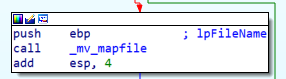 push    ebp             ; lpFileName
call    _mv_mapfile
add     esp, 4